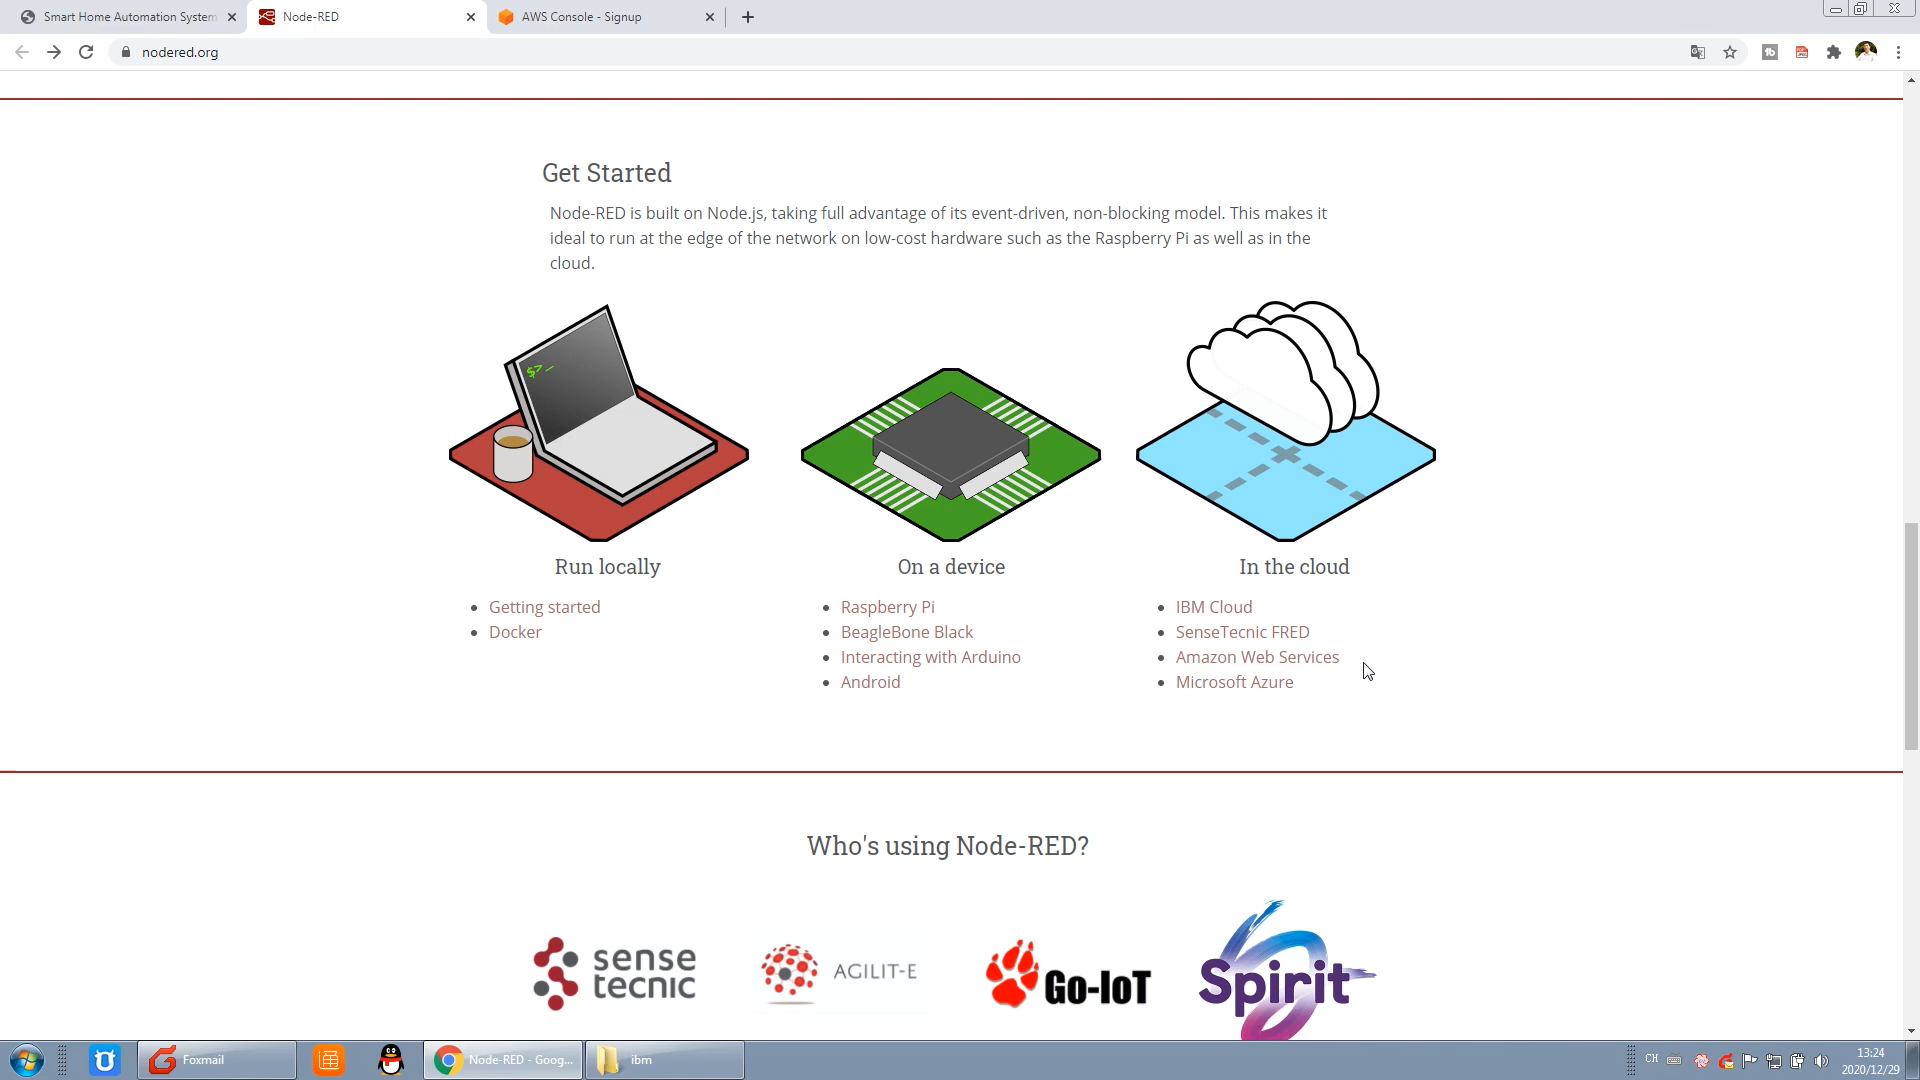 Smart Home Automation System
Node-RED
AWS Console - Signup
nodered.org
Get Started
Node-RED is built on Node.js, taking full advantage of its event-driven, non-blocking model. This makes it
ideal to run at the edge of the network on low-cost hardware such as the Raspberry Pi as well as in the
cloud.
$>_
Run locally
Getting started
Docker
On a device
Raspberry Pi
BeagleBone Black
Interacting with Arduino
Android
In the cloud
IBM Cloud
SenseTecnic FRED
Amazon Web Services
Microsoft Azure
Who's using Node-RED?
sense
tecnic
AGILIT-E
Go-IoT
Spirit
Foxmail
Node-RED - Goog...
ibm
CH
13:24
2020/12/29